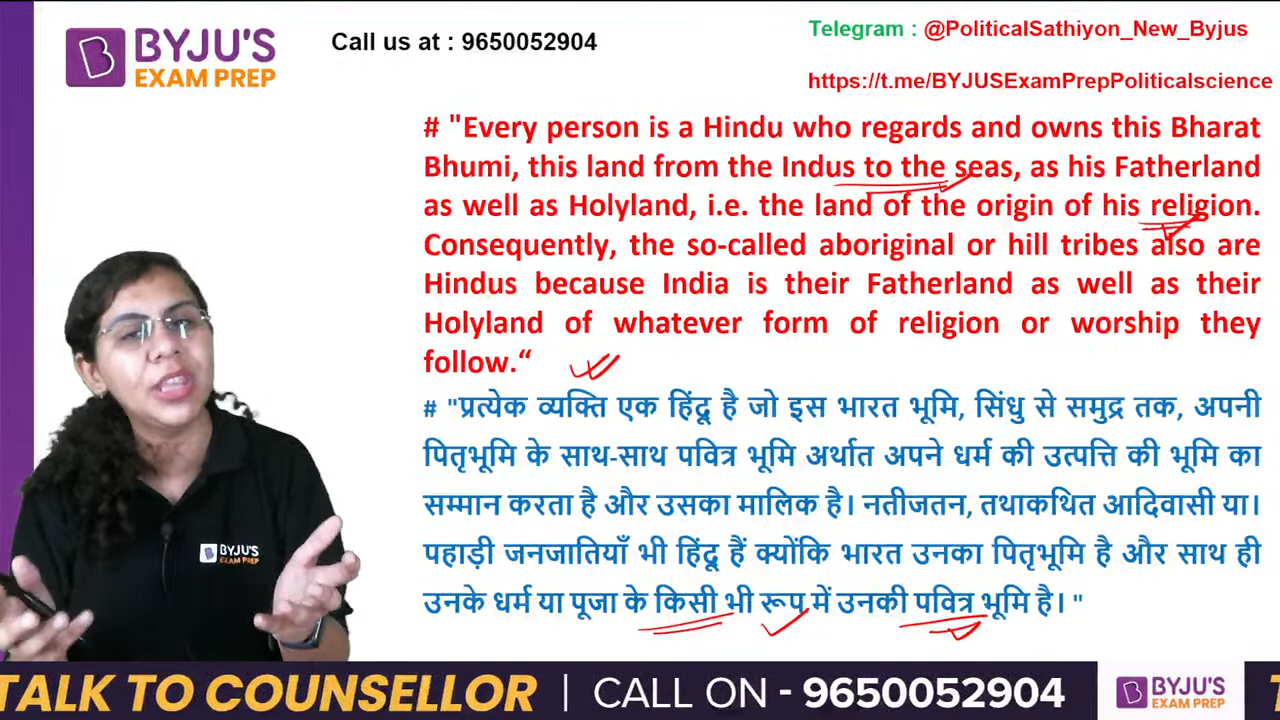 BYJU'S
EXAM PREP
Call us at : 9650052904
Telegram : @PoliticalSathiyon_New_Byjus
https://t.me/BYJUSExamPrepPoliticalscience
# "Every person is a Hindu who regards and owns this Bharat
Bhumi, this land from the Indus to the seas, as his Fatherland
as well as Holyland, i.e. the land of the origin of his religion.
Consequently, the so-called aboriginal or hill tribes also are
Hindus because India is their Fatherland as well as their
Holyland of whatever form of religion or worship they
follow.“
# "प्रत्येक व्यक्ति एक हिंदू है जो इस भारत भूमि, सिंधु से समुद्र तक, अपनी
पितृभूमि के साथ-साथ पवित्र भूमि अर्थात अपने धर्म की उत्पत्ति की भूमि का
सम्मान करता है और उसका मालिक है। नतीजतन, तथाकथित आदिवासी या।
पहाड़ी जनजातियाँ भी हिंदू हैं क्योंकि भारत उनका पितृभूमि है और साथ ही
उनके धर्म या पूजा के किसी भी रूप में उनकी पवित्र भूमि है। "
BYJU'S
EXAM PREP
TALK TO COUNSELLOR | CALL ON - 9650052904
BYJU'S
EXAM PREP